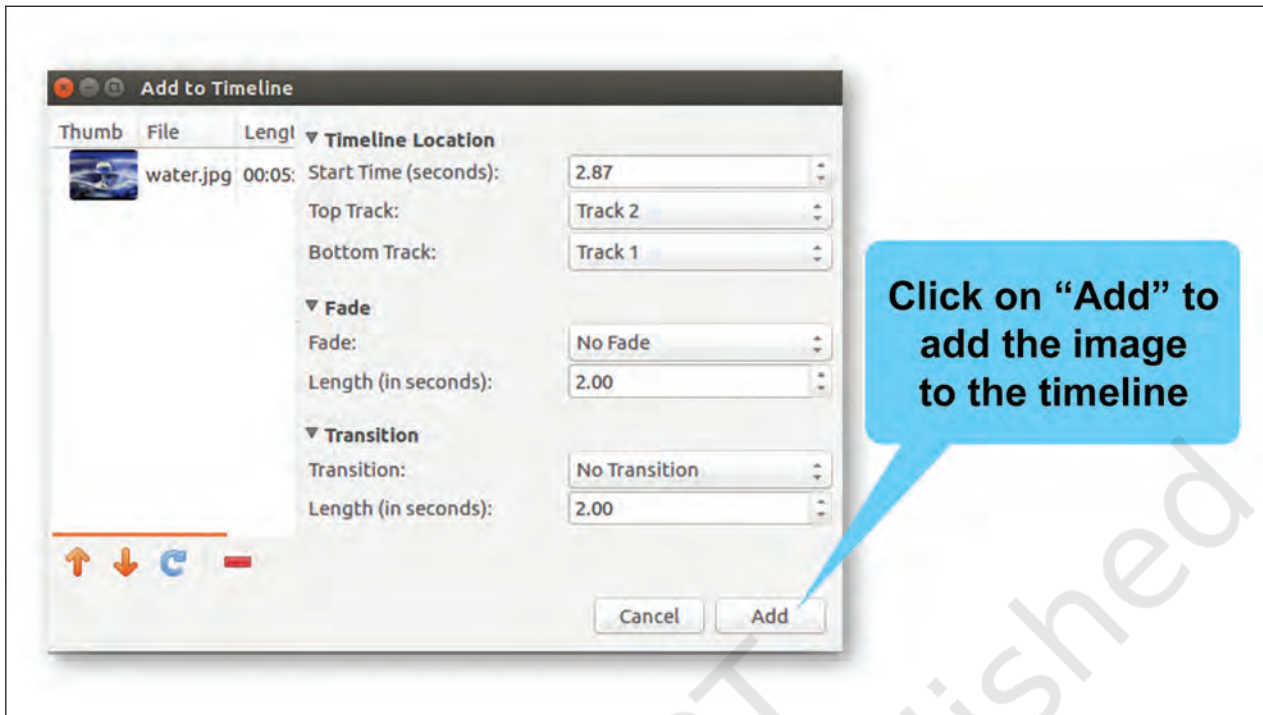 Add to Timeline
Thumb File Lengt
water.jpg 00:05:
Timeline Location
Start Time (seconds): 2.87
Top Track: Track 2
Bottom Track: Track 1
Fade
Fade: No Fade
Length (in seconds): 2.00
Transition
Transition: No Transition
Length (in seconds): 2.00
Cancel Add
Click on “Add” to
add the image
to the timeline